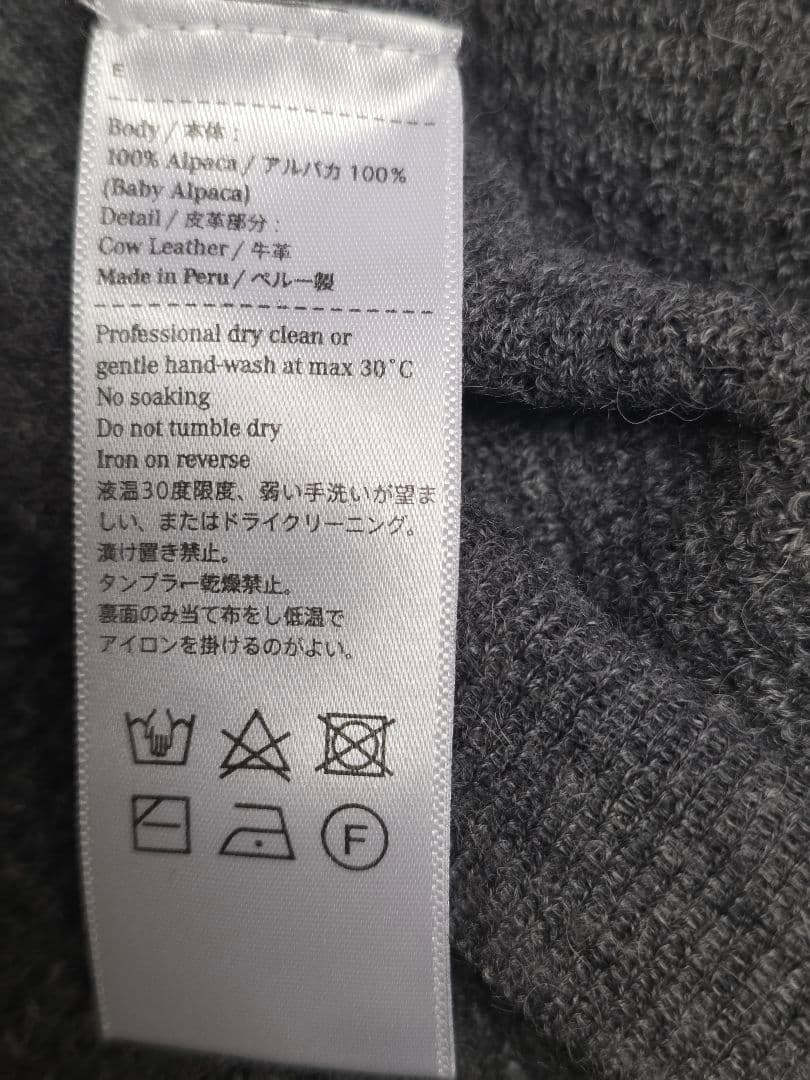 E
Body / 本体 :
100% Alpaca / アルパカ 100%
(Baby Alpaca)
Detail / 皮革部分 :
Cow Leather / 牛革
Made in Peru / ペルー製
Professional dry clean or
gentle hand-wash at max 30°C
No soaking
Do not tumble dry
Iron on reverse
液温30度限度、弱い手洗いが望ま
しい、またはドライクリーニング。
漬け置き禁止。
タンブラー乾燥禁止。
裏面のみ当て布をし低温で
アイロンを掛けるのがよい。
F